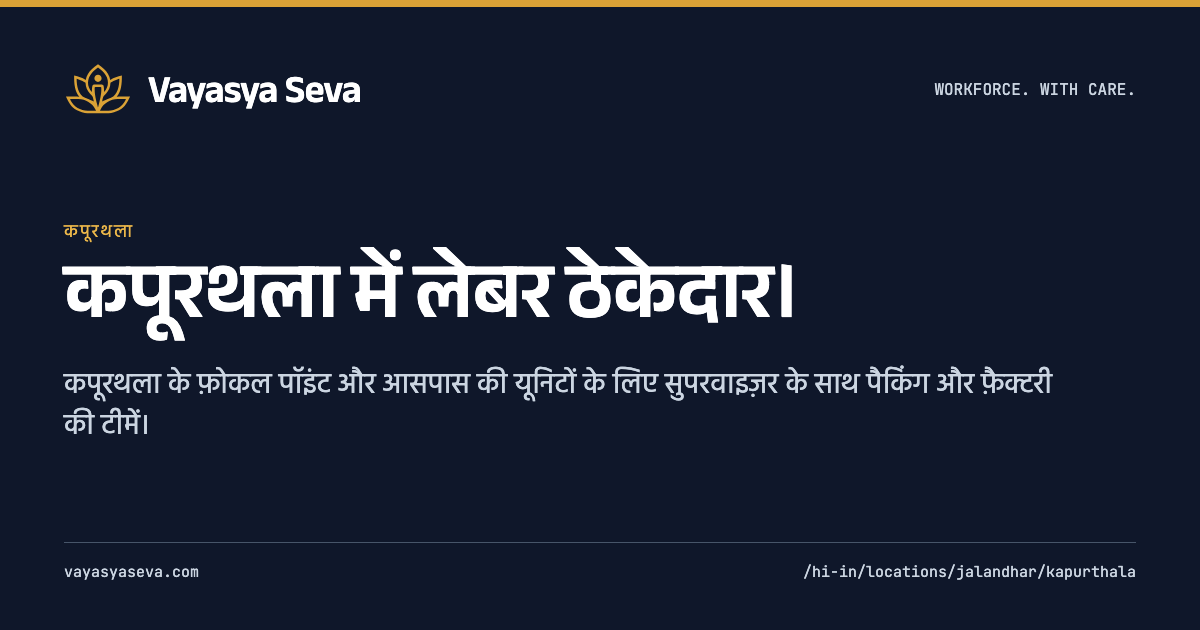 Vayasya Seva
WORKFORCE. WITH CARE.
कपूरथला
कपूरथला में लेबर ठेकेदार।
कपूरथला के फ़ोकल पॉइंट और आसपास की यूनिटों के लिए सुपरवाइज़र के साथ पैकिंग और फ़ैक्टरी
की टीमें।
vayasyaseva.com
/hi-in/locations/jalandhar/kapurthala